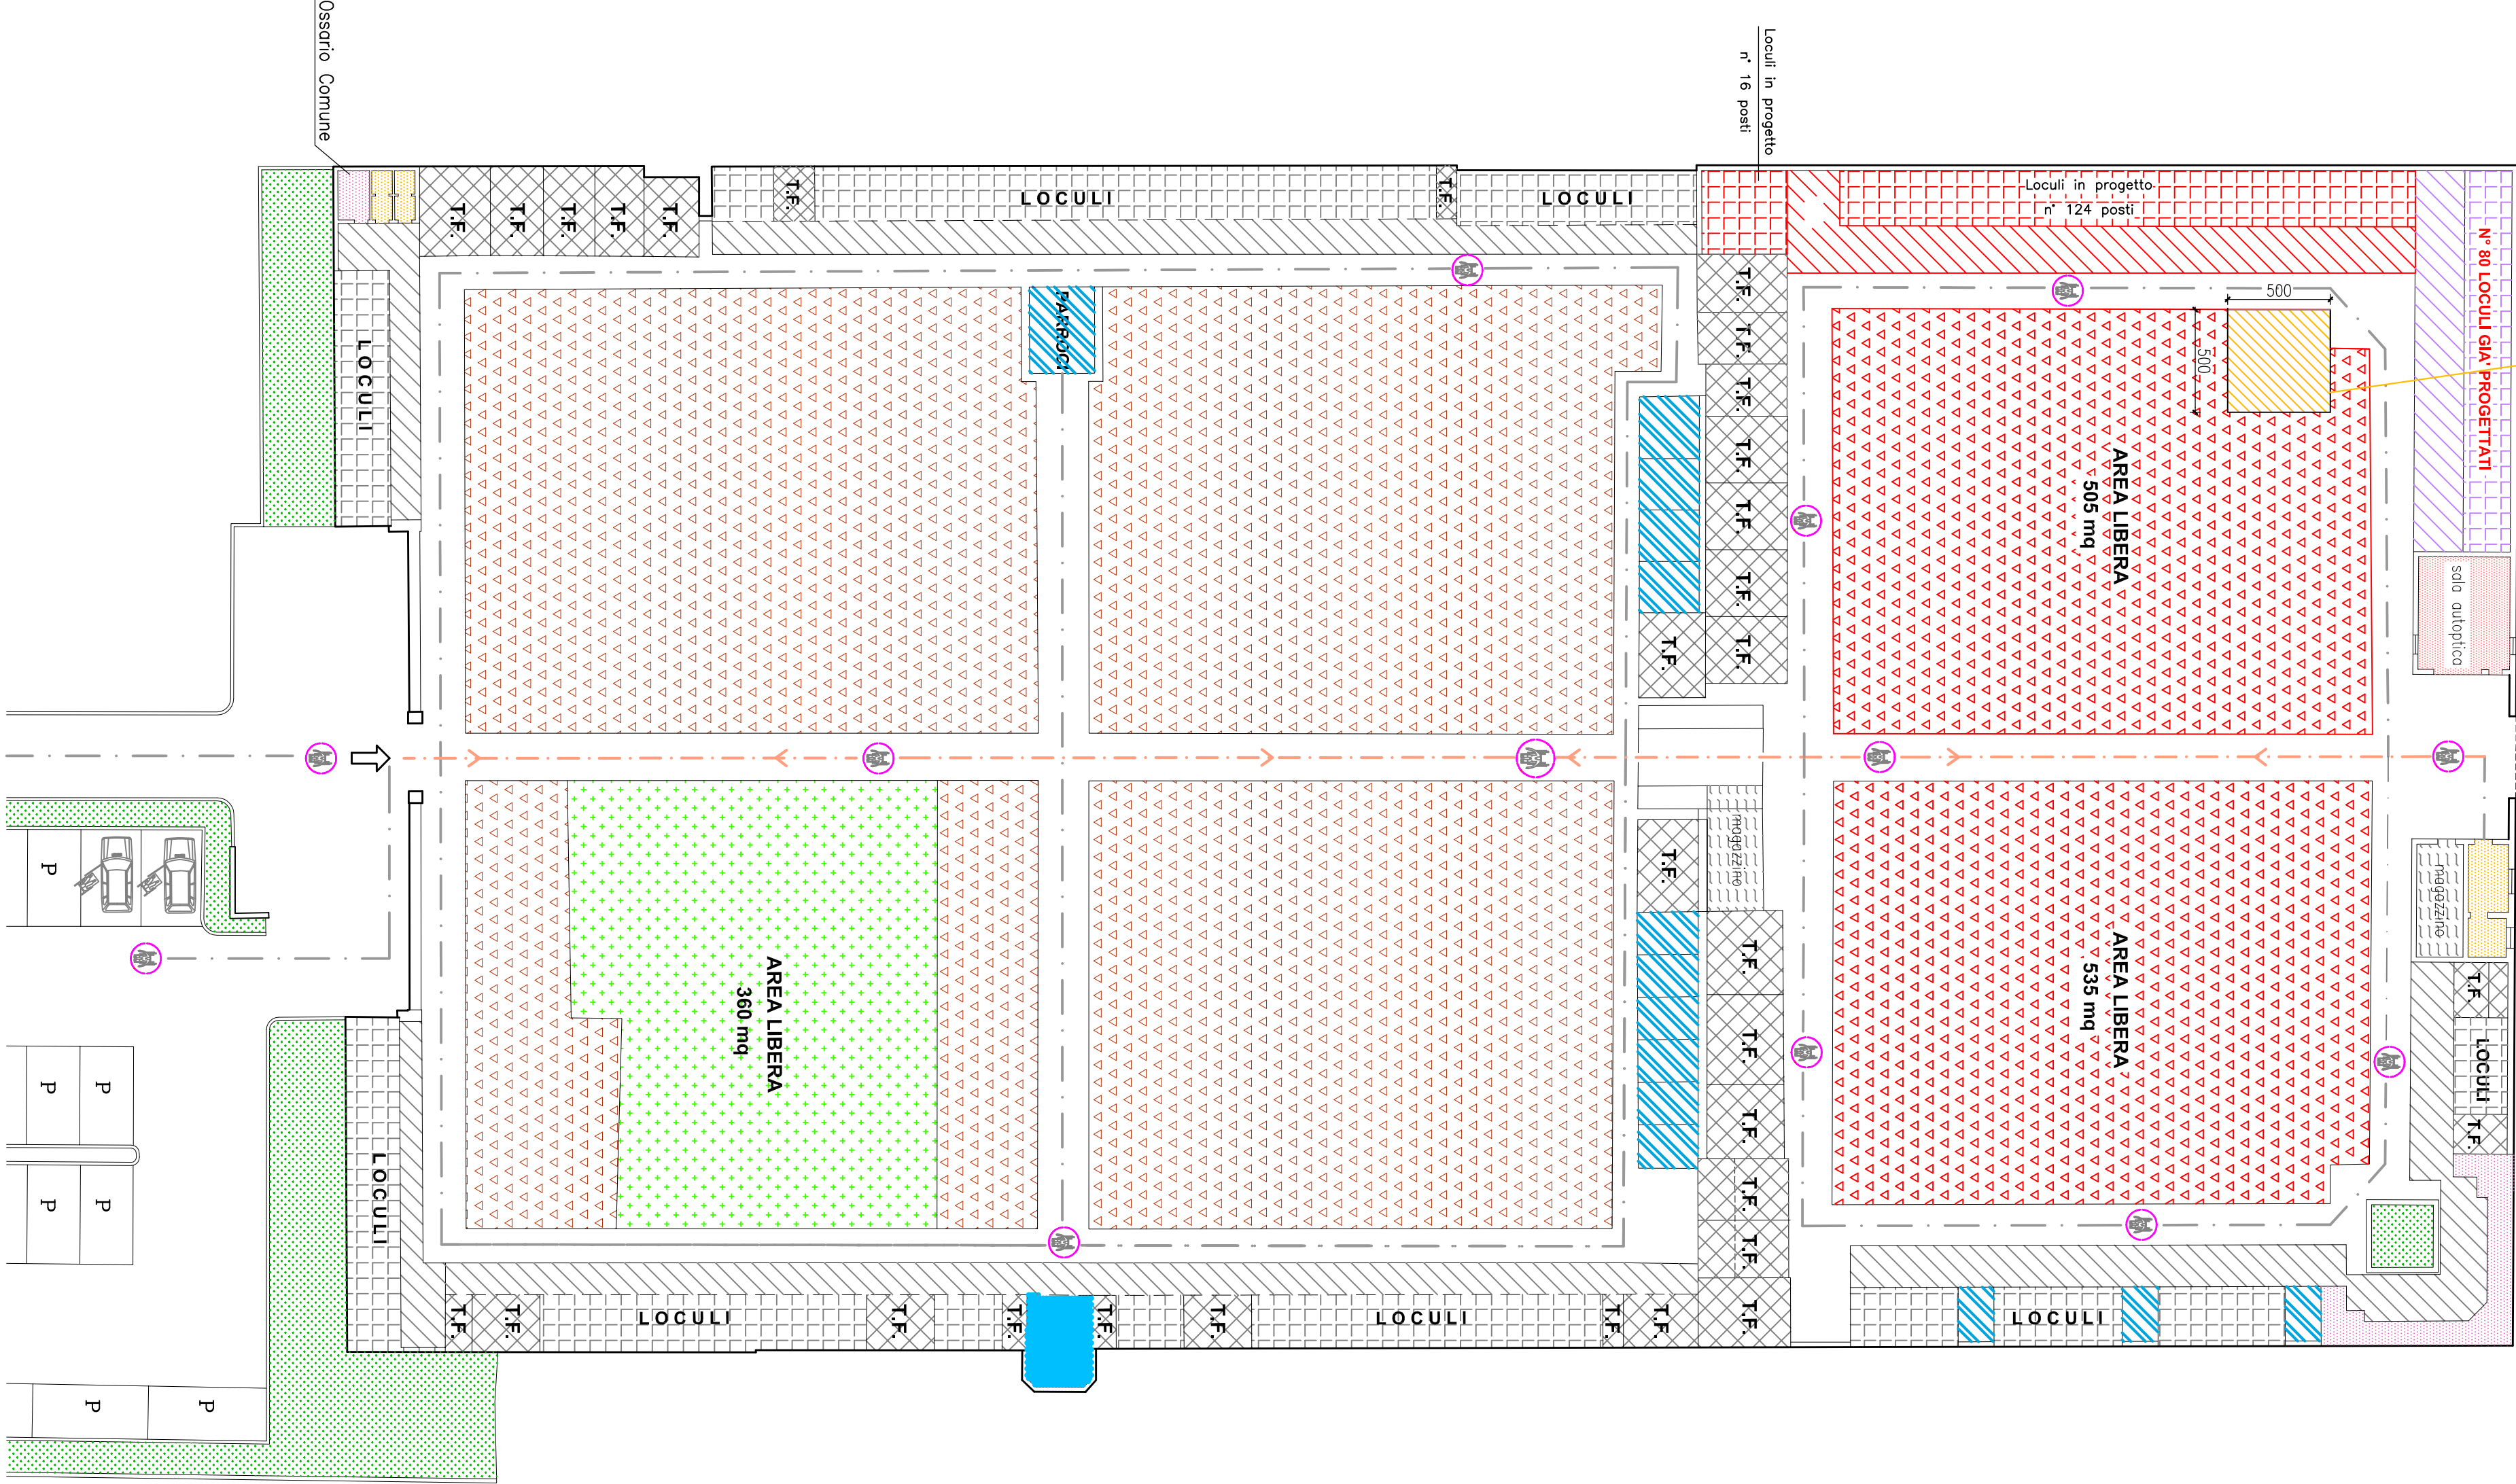 Ossario Comune
Loculi in progetto
n° 16 posti
T.F.
T.F.
T.F.
T.F.
T.F.
T.F.
LOCULI
T.F.
LOCULI
Loculi in progetto
n° 124 posti
N° 80 LOCULI GIA' PROGETTATI
LOCULI
PARROCI
T.F.
T.F.
T.F.
T.F.
T.F.
T.F.
T.F.
T.F.
500
500
AREA LIBERA
505 mq
sala autoptica
P
T.F.
magazzino
magazzino
AREA LIBERA
360 mq
T.F.
T.F.
T.F.
T.F.
T.F.
T.F.
AREA LIBERA
535 mq
T.F.
LOCULI
T.F.
P
P
P
P
LOCULI
T.F.
T.F.
LOCULI
T.F.
T.F.
T.F.
T.F.
LOCULI
T.F.
T.F.
LOCULI
P
P